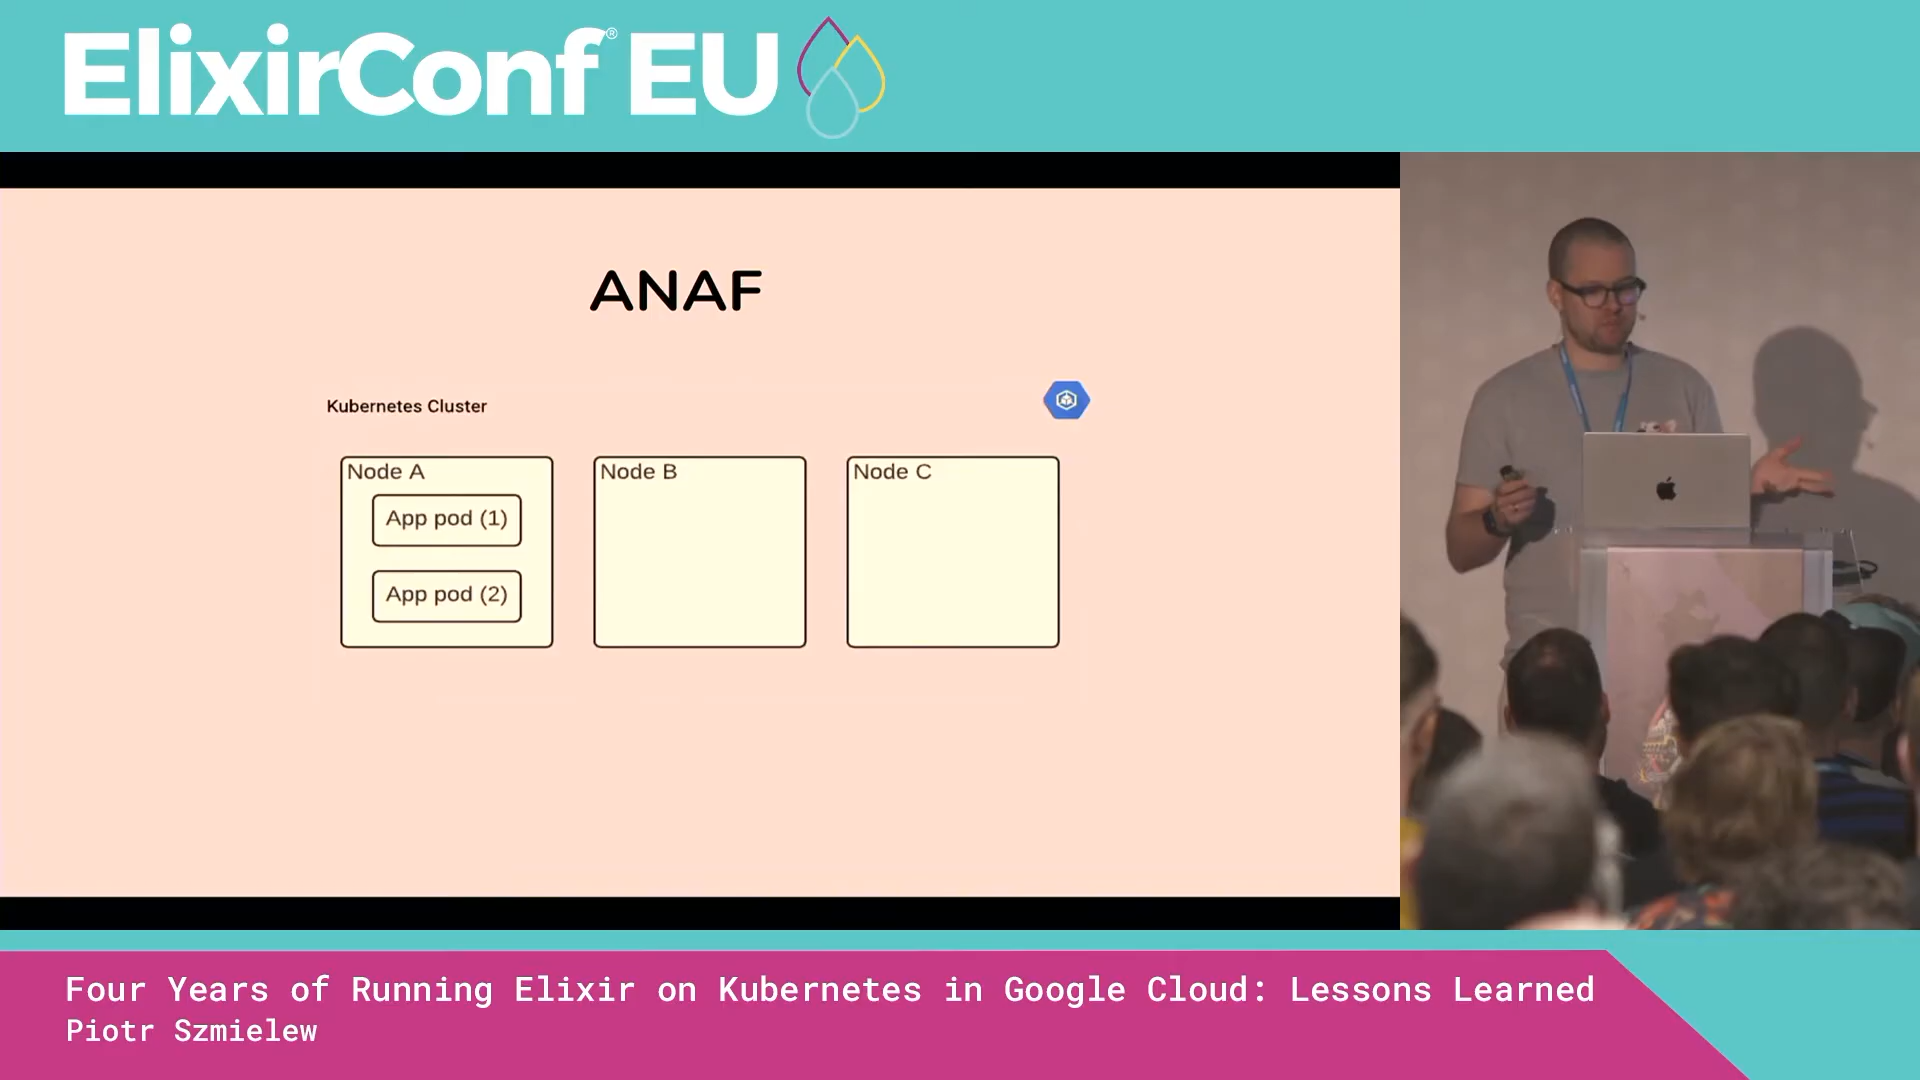 ElixirConf® EU
ANAF
Kubernetes Cluster
Node A
App pod (1)
App pod (2)
Node B
Node C
Four Years of Running Elixir on Kubernetes in Google Cloud: Lessons Learned
Piotr Szmielew